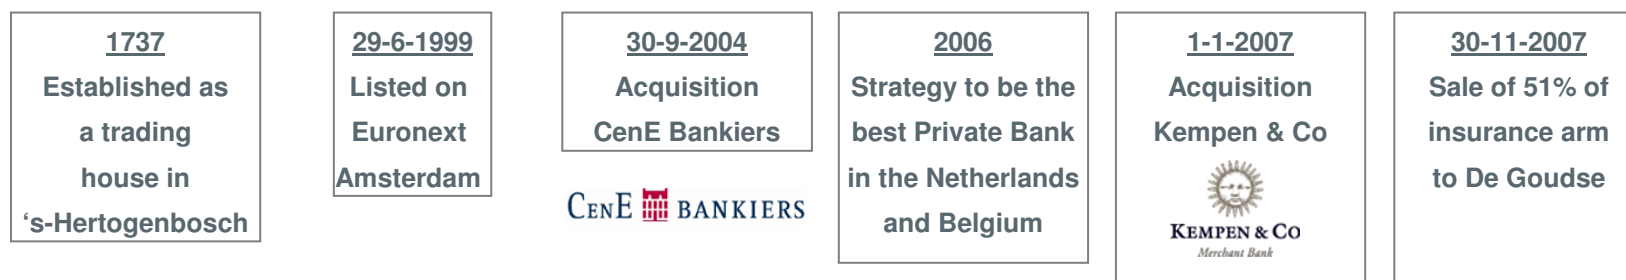 1737
Established as
a trading
house in
‘s-Hertogenbosch
29-6-1999
Listed on
Euronext
Amsterdam
30-9-2004
Acquisition
CenE Bankiers
CENE BANKIERS
2006
Strategy to be the
best Private Bank
in the Netherlands
and Belgium
1-1-2007
Acquisition
Kempen & Co
KEMPEN & CO
Merchant Bank
30-11-2007
Sale of 51% of
insurance arm
to De Goudse